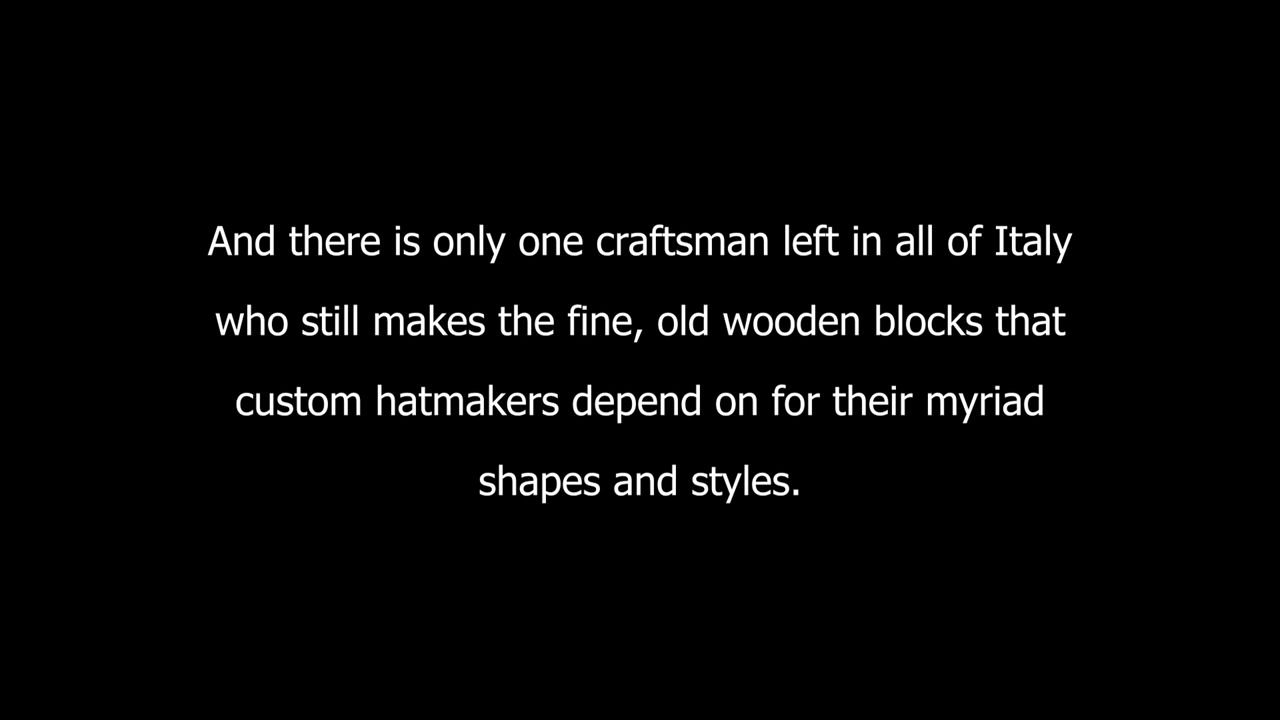 And there is only one craftsman left in all of Italy
who still makes the fine, old wooden blocks that
custom hatmakers depend on for their myriad
shapes and styles.